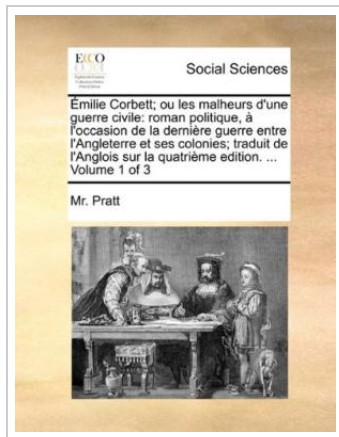 ECCO
Social Sciences
Émilie Corbett; ou les malheurs d'une
guerre civile: roman politique, à
l'occasion de la dernière guerre entre
l'Angleterre et ses colonies; traduit de
l'Anglois sur la quatrième edition. ...
Volume 1 of 3
Mr. Pratt